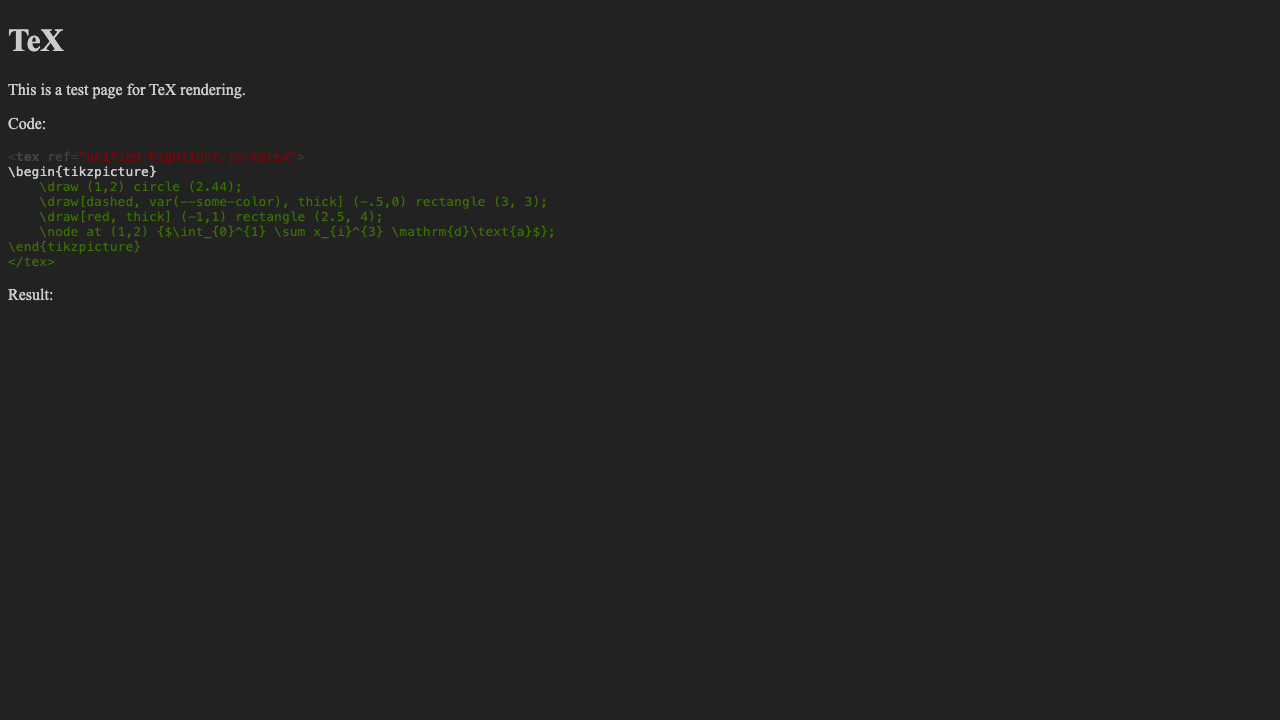 TeX
This is a test page for TeX rendering.
Code:
<tex ref="unified-highlight.js-katex">
\begin{tikzpicture}
    \draw (1,2) circle (2.44);
    \draw[dashed, var(--some-color), thick] (-.5,0) rectangle (3, 3);
    \draw[red, thick] (-1,1) rectangle (2.5, 4);
    \node at (1,2) {$\int_{0}^{1} \sum x_{i}^{3} \mathrm{d}\text{a}$};
\end{tikzpicture}
</tex>
Result: